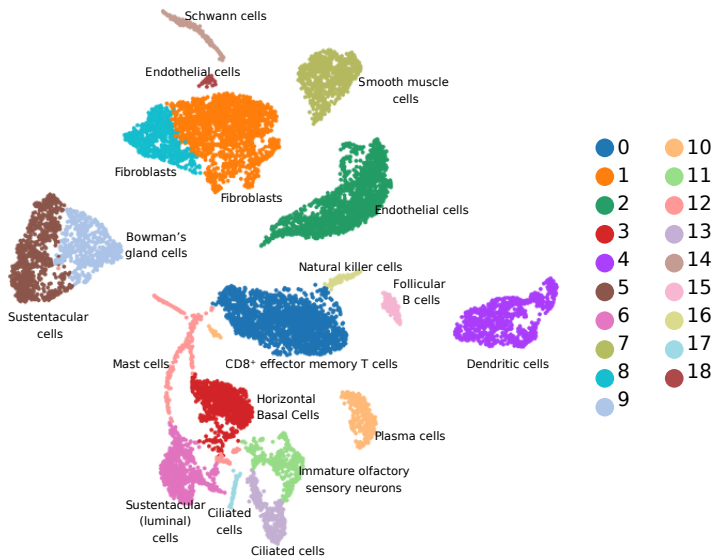 Schwann cells
Endothelial cells
Smooth muscle
cells
Fibroblasts
Fibroblasts
Endothelial cells
Bowman’s
gland cells
Natural killer cells
Follicular
B cells
Sustentacular
cells
Mast cells
CD8⁺ effector memory T cells
Dendritic cells
Horizontal
Basal Cells
Plasma cells
Immature olfactory
sensory neurons
Sustentacular
(luminal)
cells
Ciliated
cells
Ciliated cells
0
1
2
3
4
5
6
7
8
9
10
11
12
13
14
15
16
17
18